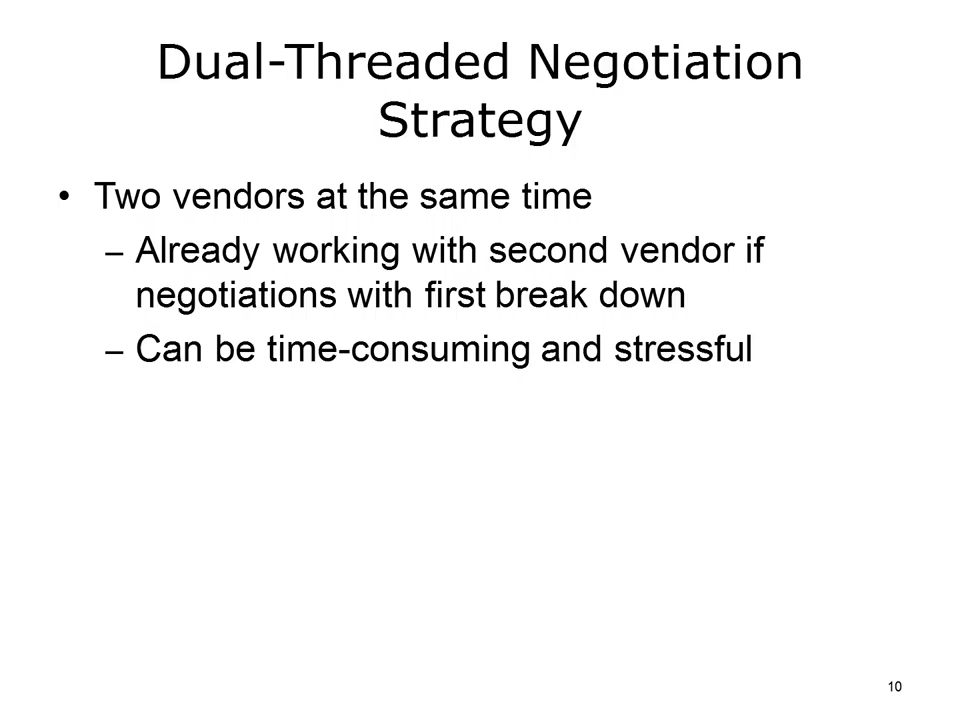 Dual-Threaded Negotiation
Strategy
• Two vendors at the same time
– Already working with second vendor if
negotiations with first break down
– Can be time-consuming and stressful
10